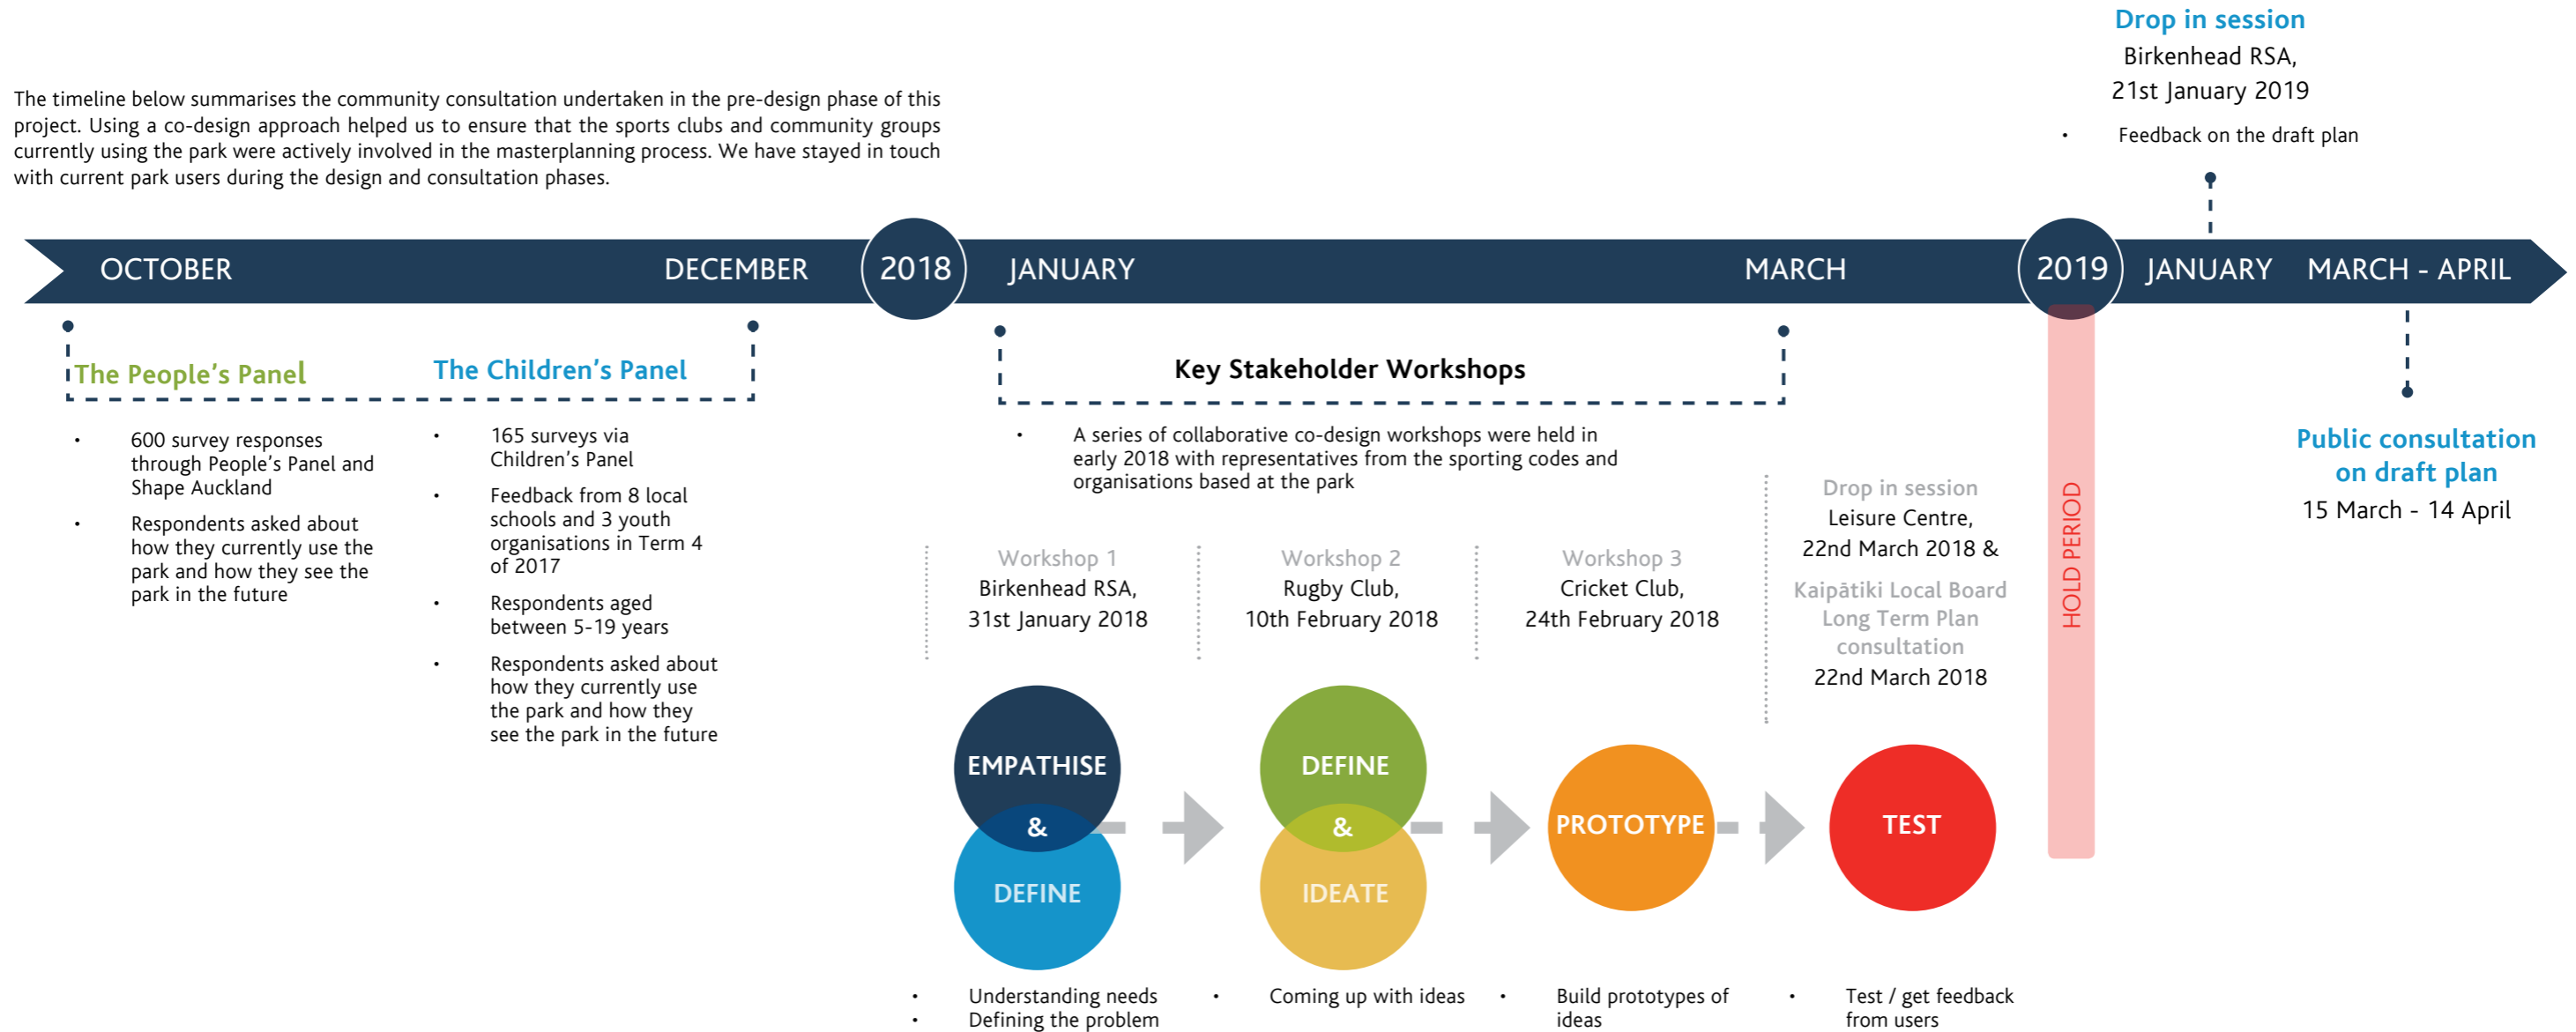 The timeline below summarises the community consultation undertaken in the pre-design phase of this
project. Using a co-design approach helped us to ensure that the sports clubs and community groups
currently using the park were actively involved in the masterplanning process. We have stayed in touch
with current park users during the design and consultation phases.
Drop in session
Birkenhead RSA,
21st January 2019
• Feedback on the draft plan
OCTOBER
DECEMBER
2018
JANUARY
MARCH
2019
JANUARY
MARCH - APRIL
The People's Panel
• 600 survey responses
through People's Panel and
Shape Auckland
• Respondents asked about
how they currently use the
park and how they see the
park in the future
The Children's Panel
• 165 surveys via
Children's Panel
• Feedback from 8 local
schools and 3 youth
organisations in Term 4
of 2017
• Respondents aged
between 5-19 years
• Respondents asked about
how they currently use
the park and how they
see the park in the future
Key Stakeholder Workshops
• A series of collaborative co-design workshops were held in
early 2018 with representatives from the sporting codes and
organisations based at the park
Workshop 1
Birkenhead RSA,
31st January 2018
Workshop 2
Rugby Club,
10th February 2018
Workshop 3
Cricket Club,
24th February 2018
Drop in session
Leisure Centre,
22nd March 2018 &
Kaipātiki Local Board
Long Term Plan
consultation
22nd March 2018
HOLD PERIOD
Public consultation
on draft plan
15 March - 14 April
EMPATHISE
&
DEFINE
DEFINE
&
IDEATE
PROTOTYPE
TEST
• Understanding needs
• Defining the problem
• Coming up with ideas
• Build prototypes of
ideas
• Test / get feedback
from users